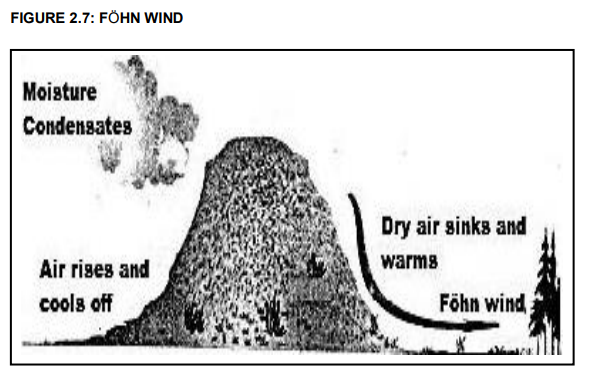 FIGURE 2.7: FÖHN WIND
Moisture
Condensates
Air rises and
cools off
Dry air sinks and
warms
Föhn wind